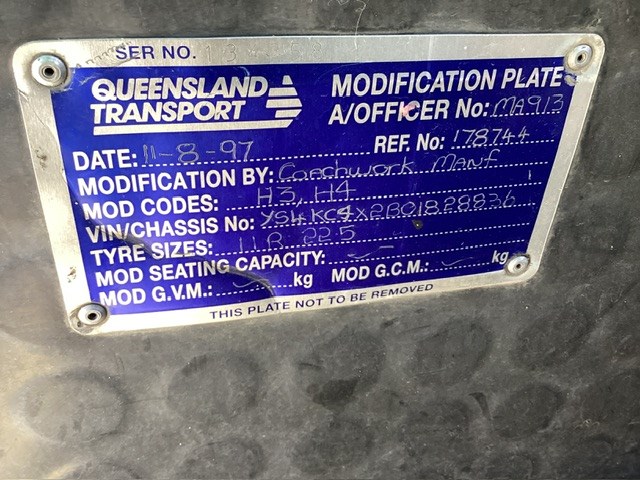 SER NO.
QUEENSLAND TRANSPORT
MODIFICATION PLATE
A/OFFICER No: MA913
REF. No: 178744
DATE: 11-8-97
MODIFICATION BY: Coachwork Manf
MOD CODES: H3, H4
VIN/CHASSIS No:
TYRE SIZES: 11R 22.5
MOD SEATING CAPACITY: -
MOD G.V.M.: - kg MOD G.C.M.: - kg
THIS PLATE NOT TO BE REMOVED